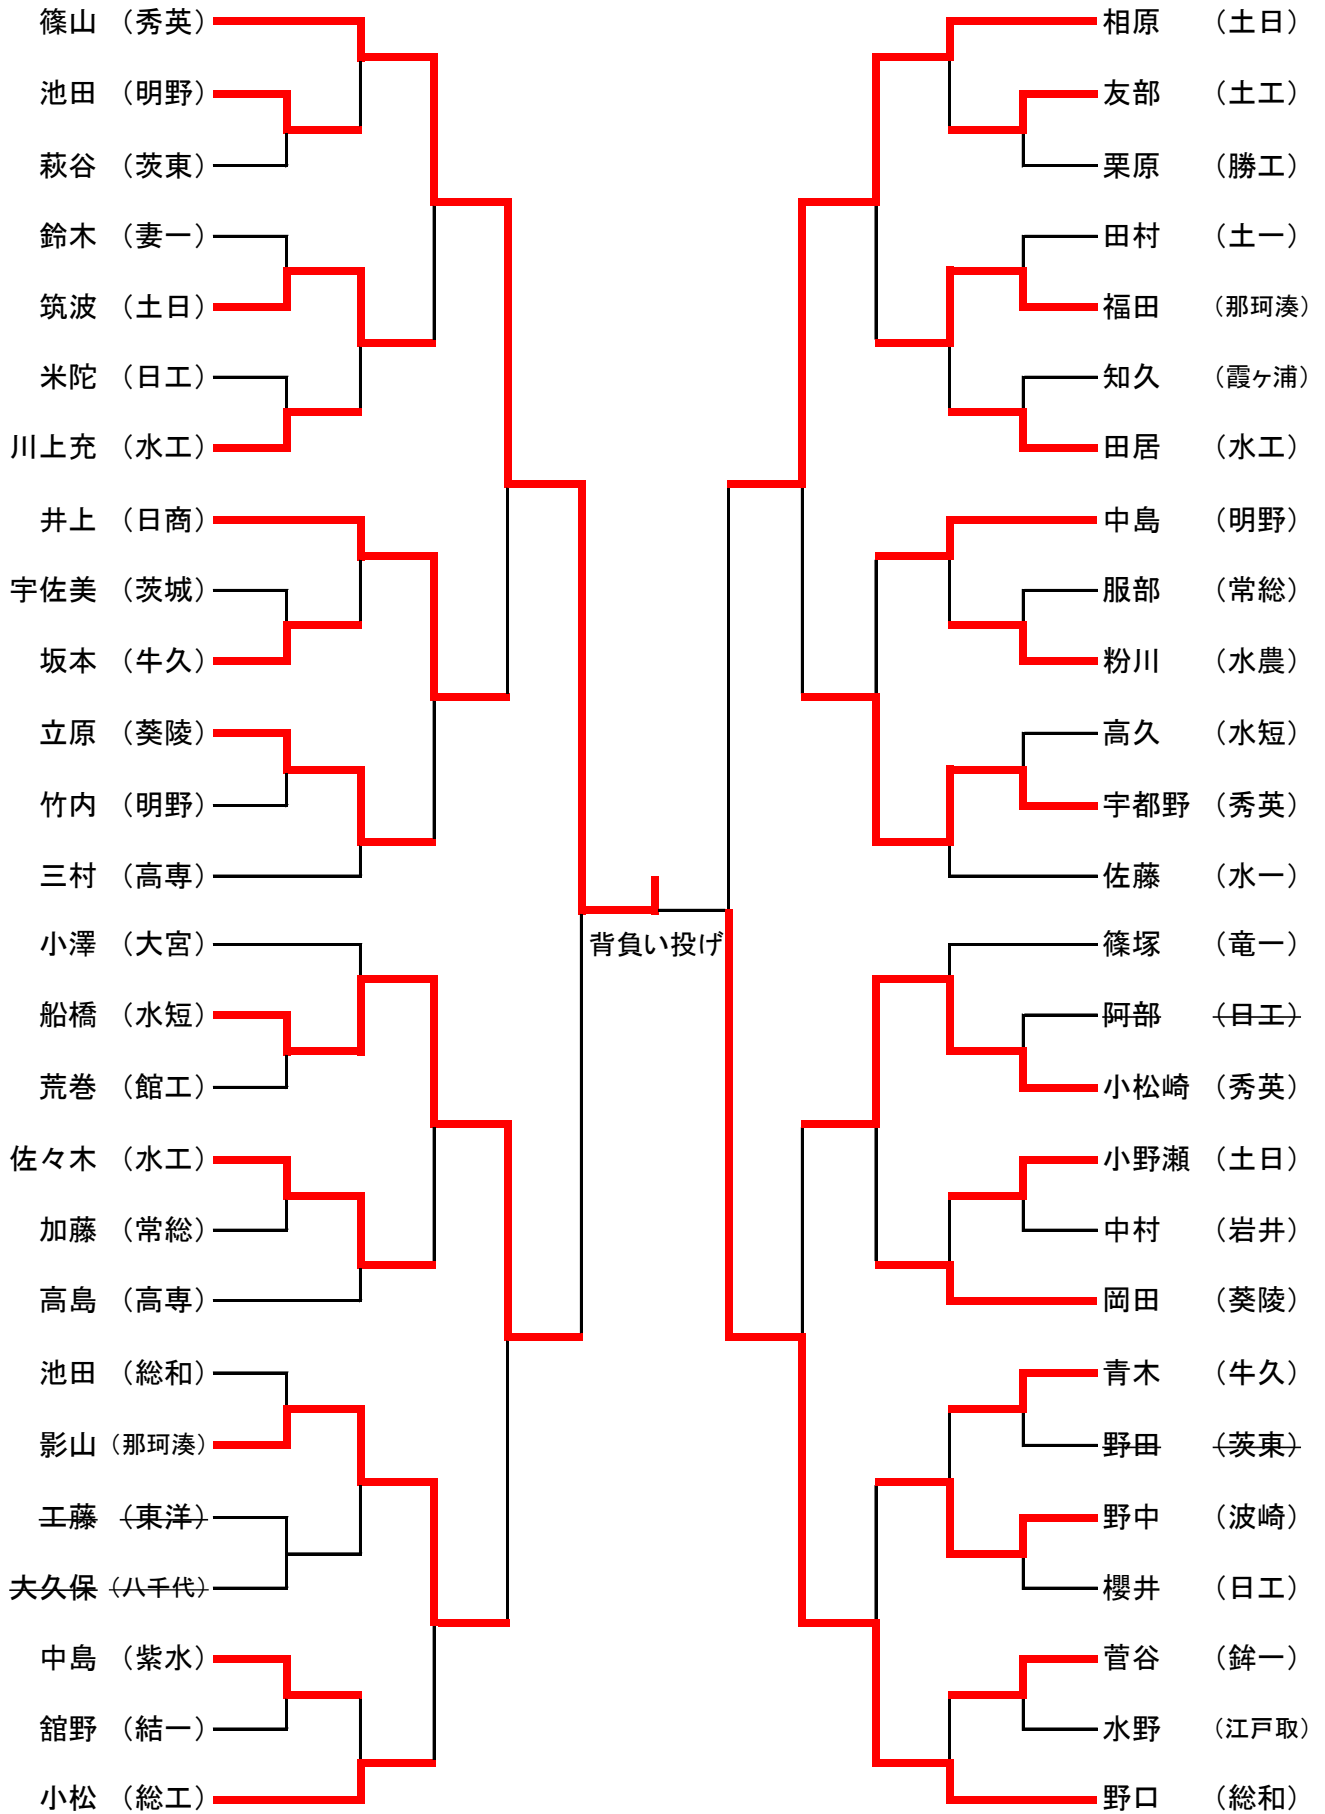 篠山 （秀英）
池田 （明野）
萩谷 （茨東）
鈴木 （妻一）
筑波 （土日）
米陀 （日工）
川上充 （水工）
井上 （日商）
宇佐美 （茨城）
坂本 （牛久）
立原 （葵陵）
竹内 （明野）
三村 （高専）
小澤 （大宮）
船橋 （水短）
荒巻 （館工）
佐々木 （水工）
加藤 （常総）
高島 （高専）
池田 （総和）
影山 （那珂湊）
工藤 （東洋）
大久保 （八千代）
中島 （紫水）
舘野 （結一）
小松 （総工）
背負い投げ
相原 （土日）
友部 （土工）
栗原 （勝工）
田村 （土一）
福田 （那珂湊）
知久 （霞ヶ浦）
田居 （水工）
中島 （明野）
服部 （常総）
粉川 （水農）
高久 （水短）
宇都野 （秀英）
佐藤 （水一）
篠塚 （竜一）
阿部 （日工）
小松崎 （秀英）
小野瀬 （土日）
中村 （岩井）
岡田 （葵陵）
青木 （牛久）
野田 （茨東）
野中 （波崎）
櫻井 （日工）
菅谷 （鉾一）
水野 （江戸取）
野口 （総和）